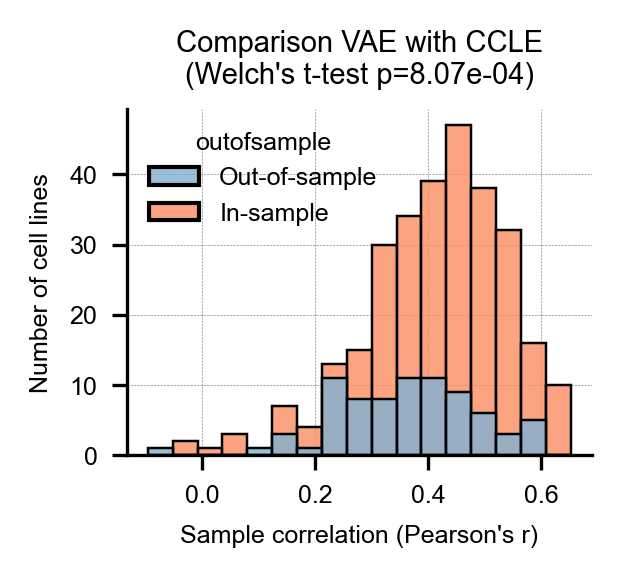 Comparison VAE with CCLE
(Welch's t-test p=8.07e-04)
outofsample
Out-of-sample
In-sample
Number of cell lines
40
30
20
10
0
0.0
0.2
0.4
0.6
Sample correlation (Pearson's r)